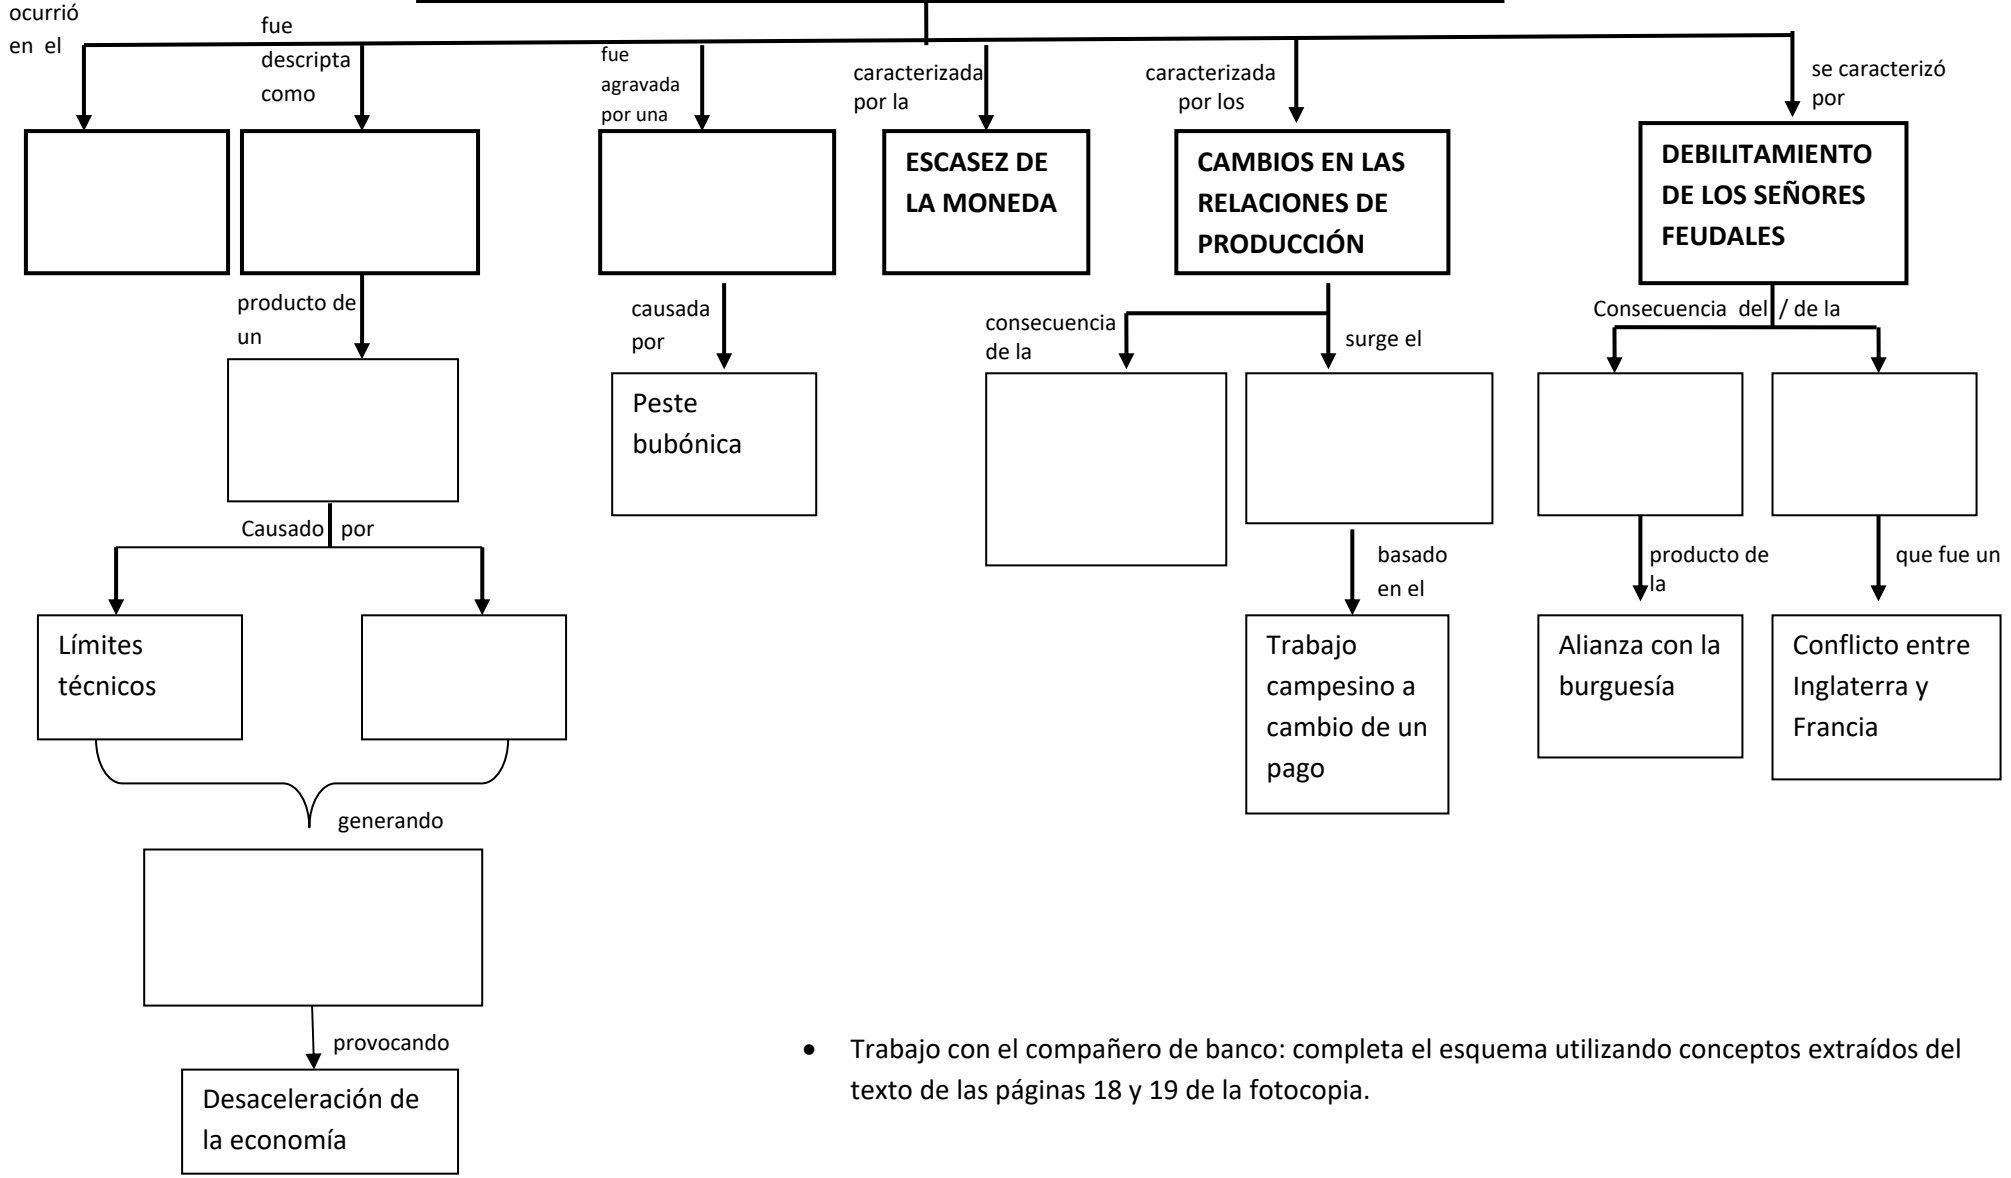 ocurrió
en el
fue
descripta
como
fue
agravada
por una
caracterizada
por la
caracterizada
por los
se caracterizó
por
ESCASEZ DE
LA MONEDA
CAMBIOS EN LAS
RELACIONES DE
PRODUCCIÓN
DEBILITAMIENTO
DE LOS SEÑORES
FEUDALES
producto de
un
causada
por
consecuencia
de la
surge el
Consecuencia del / de la
Peste
bubónica
Causado por
basado
en el
producto de
la
que fue un
Límites
técnicos
Trabajo
campesino a
cambio de un
pago
Alianza con la
burguesía
Conflicto entre
Inglaterra y
Francia
generando
provocando
Desaceleración de
la economía
• Trabajo con el compañero de banco: completa el esquema utilizando conceptos extraídos del
texto de las páginas 18 y 19 de la fotocopia.